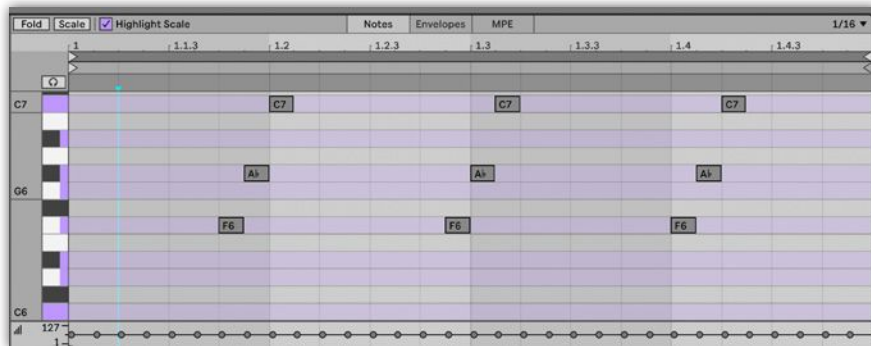 Fold Scale Highlight Scale Notes Envelopes MPE 1/16
1 1.1.3 1.2 1.2.3 1.3 1.3.3 1.4 1.4.3
C7 C7 C7 C7
G6 A♭ A♭ A♭
F6 F6 F6
C6
127
1